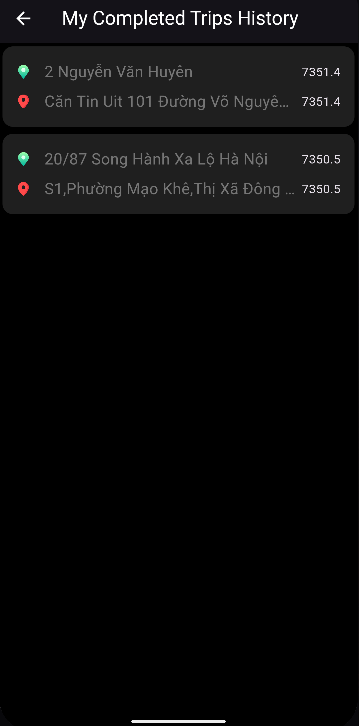 My Completed Trips History
2 Nguyễn Văn Huyên 7351.4
Căn Tin Uit 101 Đường Võ Nguyê... 7351.4
20/87 Song Hành Xa Lộ Hà Nội 7350.5
S1,Phường Mạo Khê,Thị Xã Đông ... 7350.5